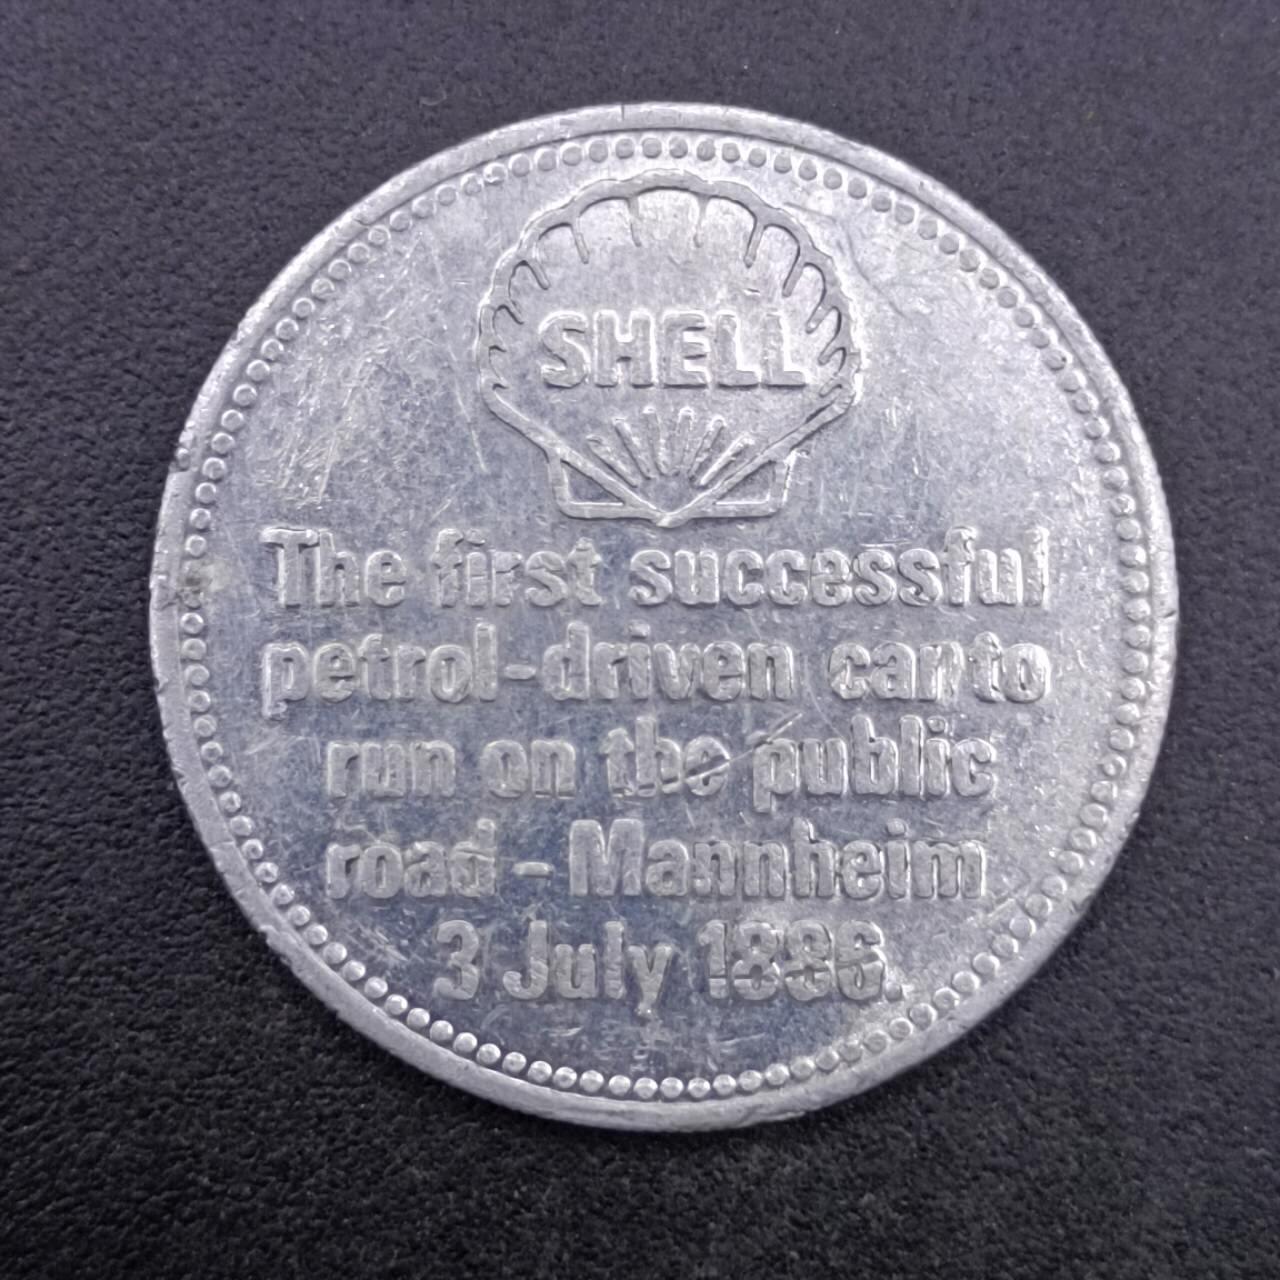 SHELL
The first successful
petrol-driven car to
run on the public
road - Mannheim
3 July 1886.